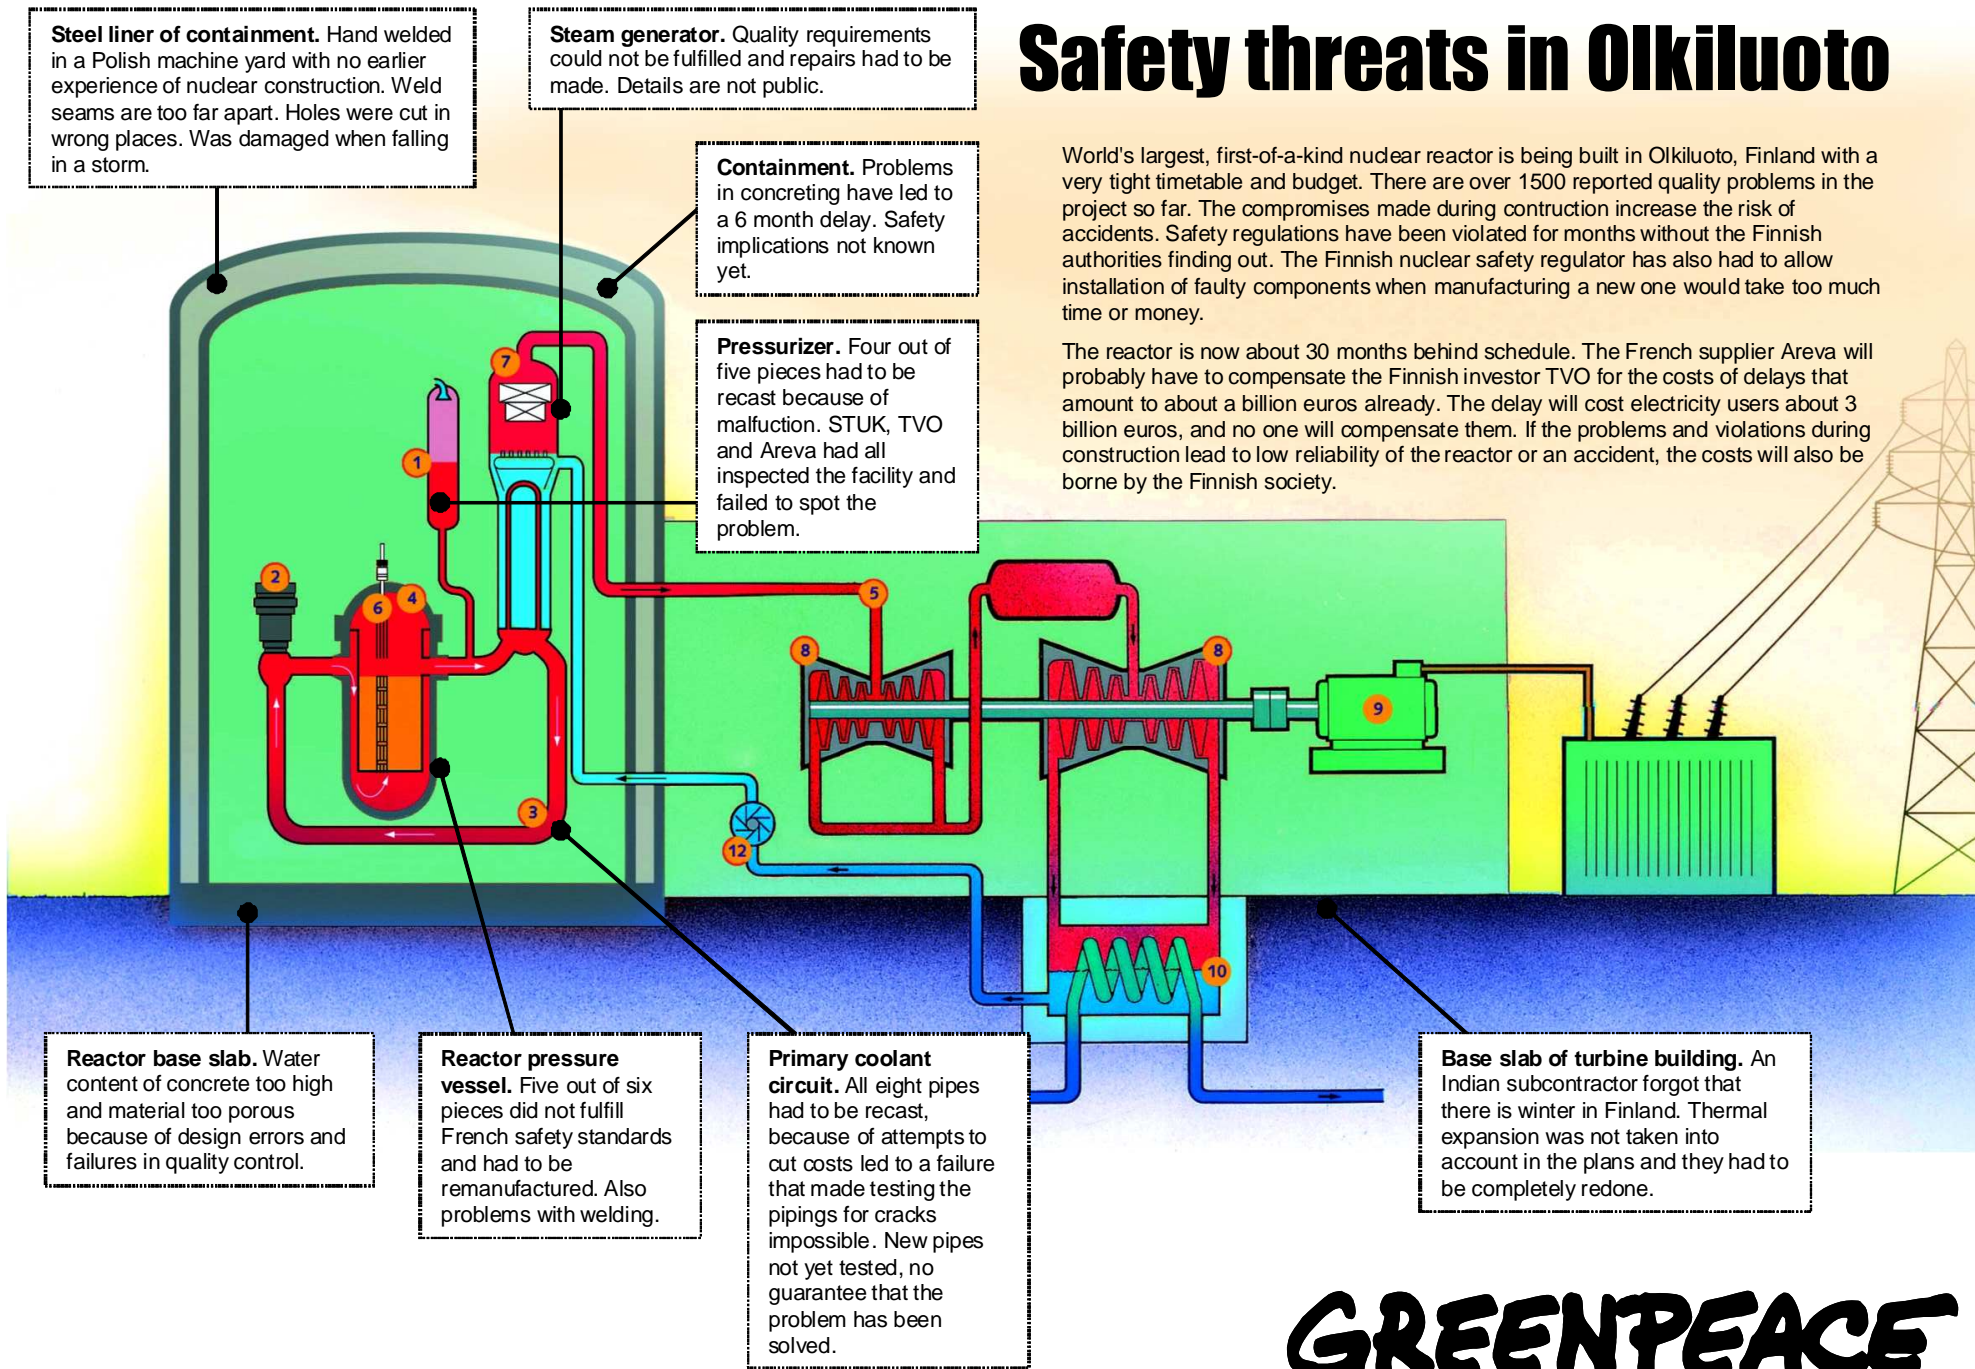 Safety threats in Olkiluoto
World's largest, first-of-a-kind nuclear reactor is being built in Olkiluoto, Finland with a
very tight timetable and budget. There are over 1500 reported quality problems in the
project so far. The compromises made during contruction increase the risk of
accidents. Safety regulations have been violated for months without the Finnish
authorities finding out. The Finnish nuclear safety regulator has also had to allow
installation of faulty components when manufacturing a new one would take too much
time or money.
The reactor is now about 30 months behind schedule. The French supplier Areva will
probably have to compensate the Finnish investor TVO for the costs of delays that
amount to about a billion euros already. The delay will cost electricity users about 3
billion euros, and no one will compensate them. If the problems and violations during
construction lead to low reliability of the reactor or an accident, the costs will also be
borne by the Finnish society.
Steel liner of containment. Hand welded
in a Polish machine yard with no earlier
experience of nuclear construction. Weld
seams are too far apart. Holes were cut in
wrong places. Was damaged when falling
in a storm.
Steam generator. Quality requirements
could not be fulfilled and repairs had to be
made. Details are not public.
Containment. Problems
in concreting have led to
a 6 month delay. Safety
implications not known
yet.
Pressurizer. Four out of
five pieces had to be
recast because of
malfuction. STUK, TVO
and Areva had all
inspected the facility and
failed to spot the
problem.
7
1
2
6
4
5
8
8
9
3
12
10
Reactor base slab. Water
content of concrete too high
and material too porous
because of design errors and
failures in quality control.
Reactor pressure
vessel. Five out of six
pieces did not fulfill
French safety standards
and had to be
remanufactured. Also
problems with welding.
Primary coolant
circuit. All eight pipes
had to be recast,
because of attempts to
cut costs led to a failure
that made testing the
pipings for cracks
impossible. New pipes
not yet tested, no
guarantee that the
problem has been
solved.
Base slab of turbine building. An
Indian subcontractor forgot that
there is winter in Finland. Thermal
expansion was not taken into
account in the plans and they had to
be completely redone.
GREENPEACE